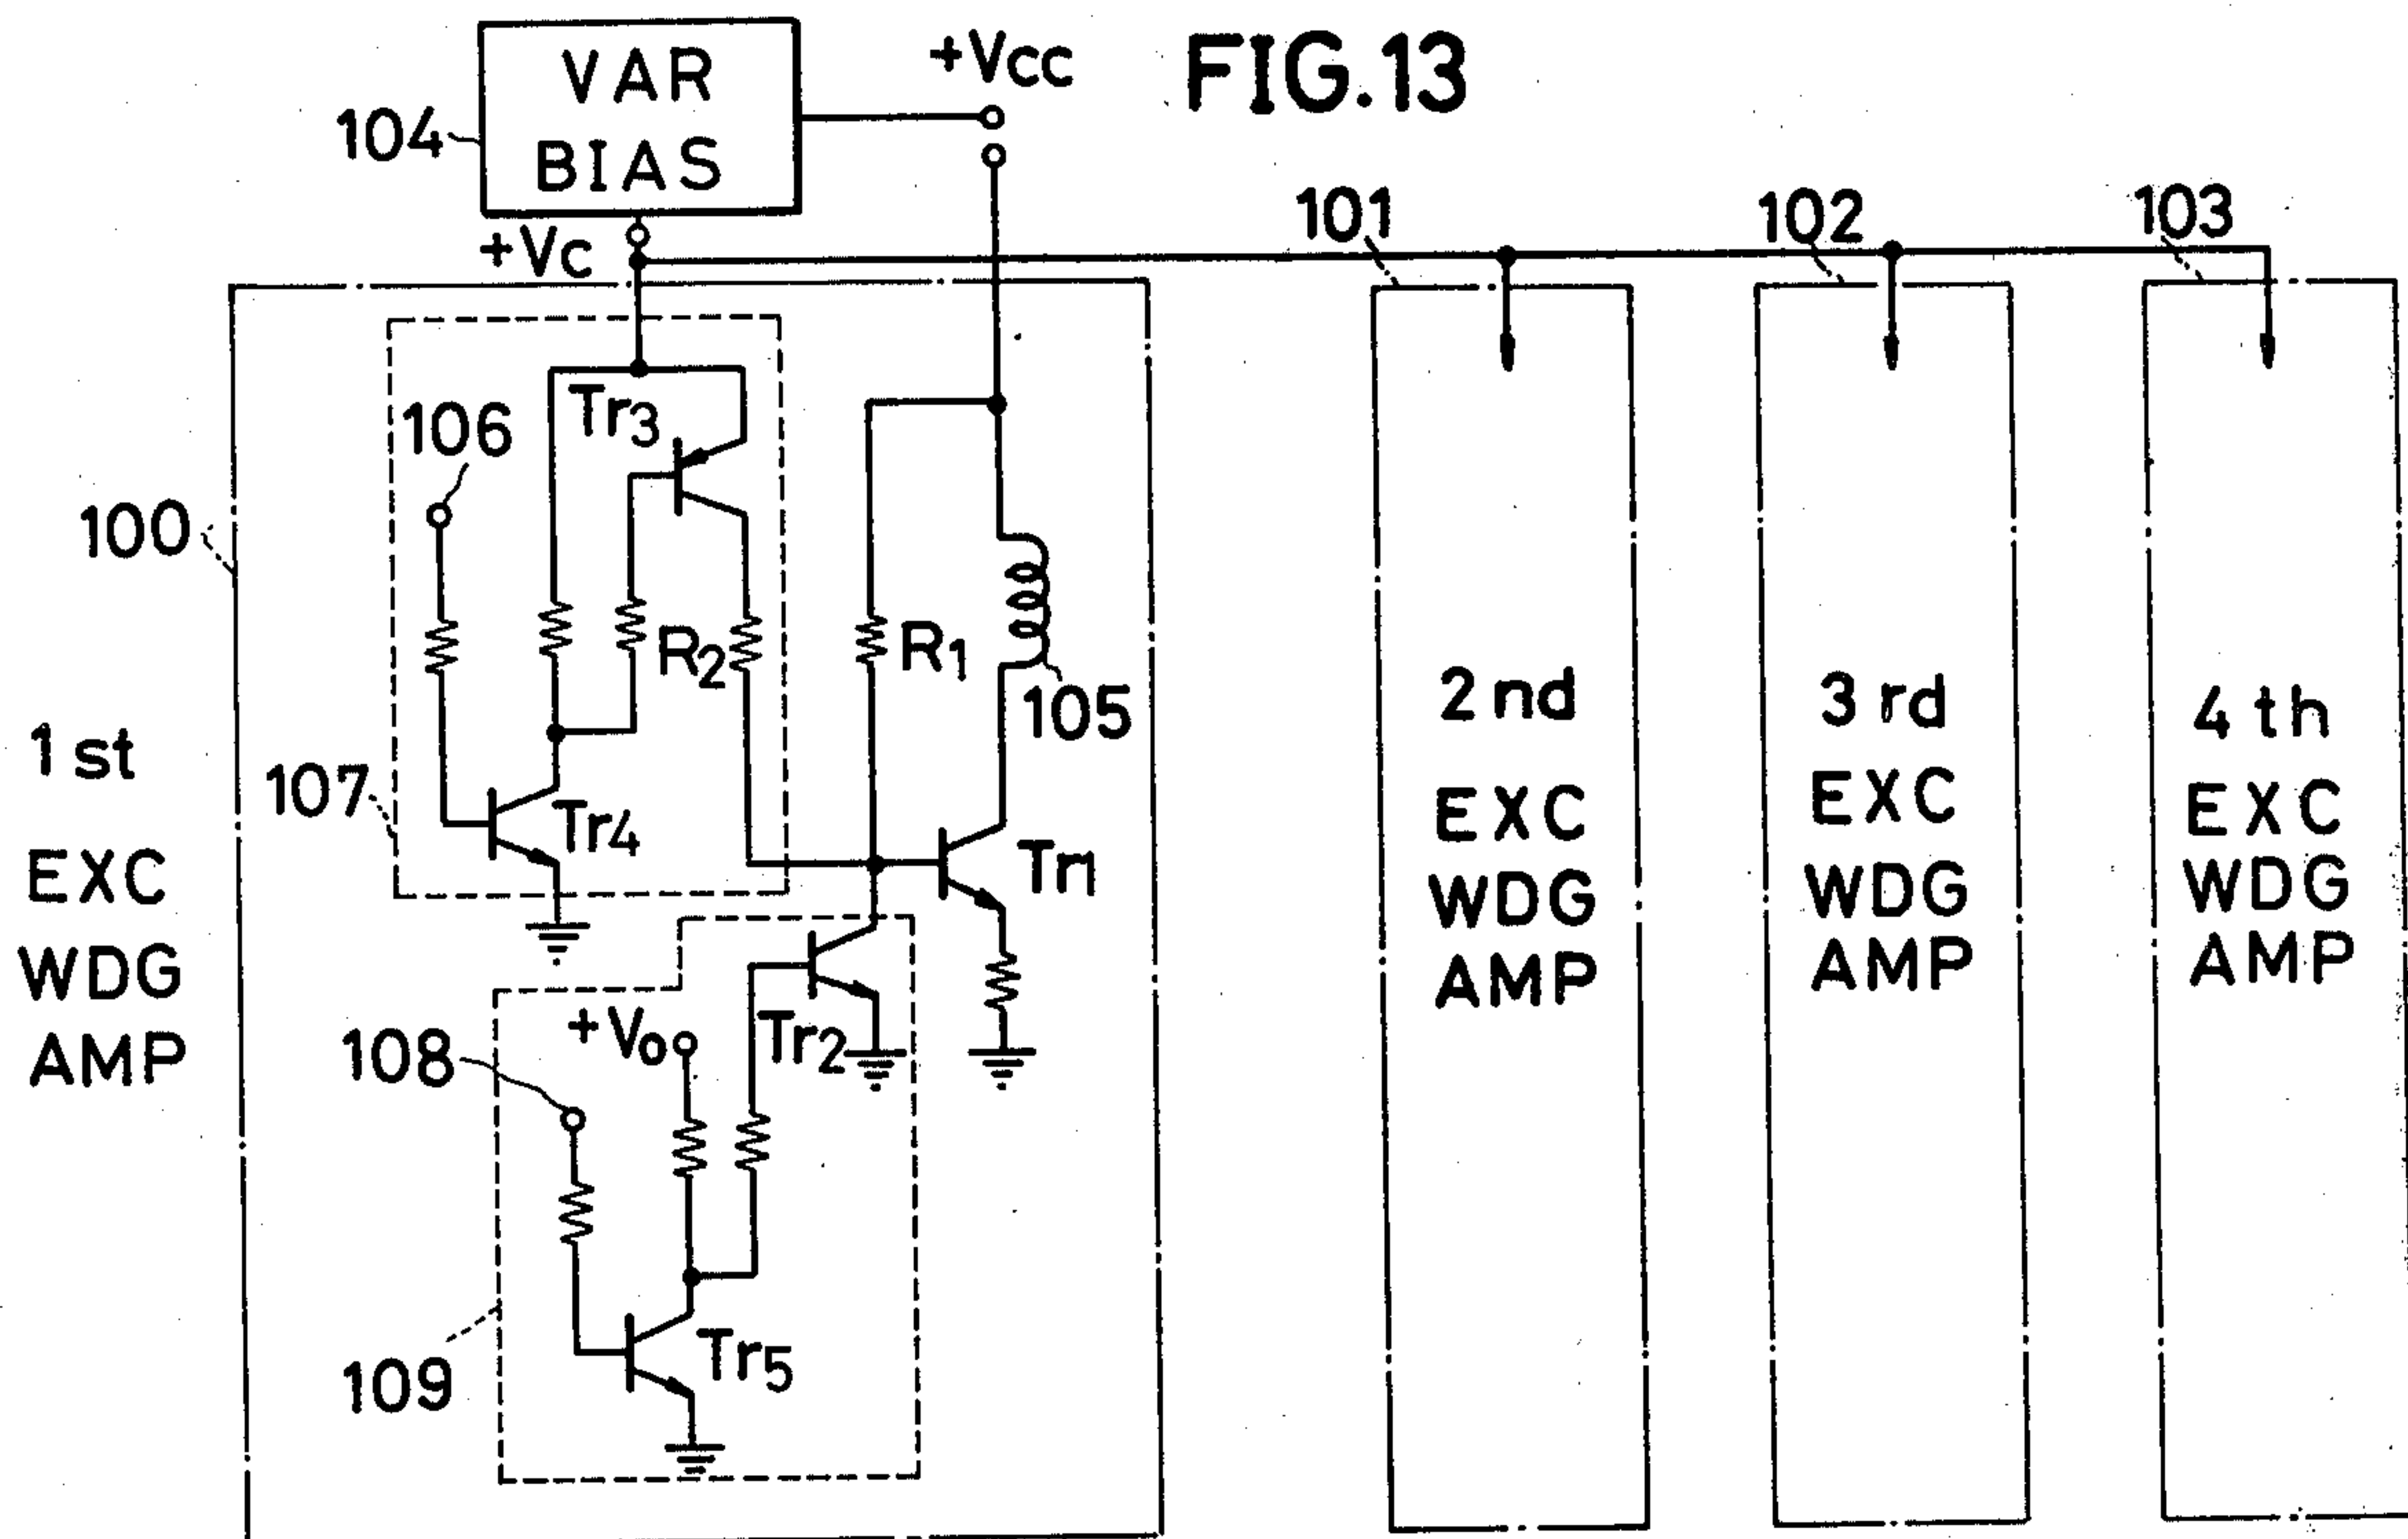 FIG.13
VAR
BIAS
104
+Vcc
+Vc
101
102
103
100
1st
EXC
WDG
AMP
106
Tr3
R2
R1
105
107
Tr4
Tr1
+Vo
Tr2
108
109
Tr5
2nd
EXC
WDG
AMP
3rd
EXC
WDG
AMP
4th
EXC
WDG
AMP